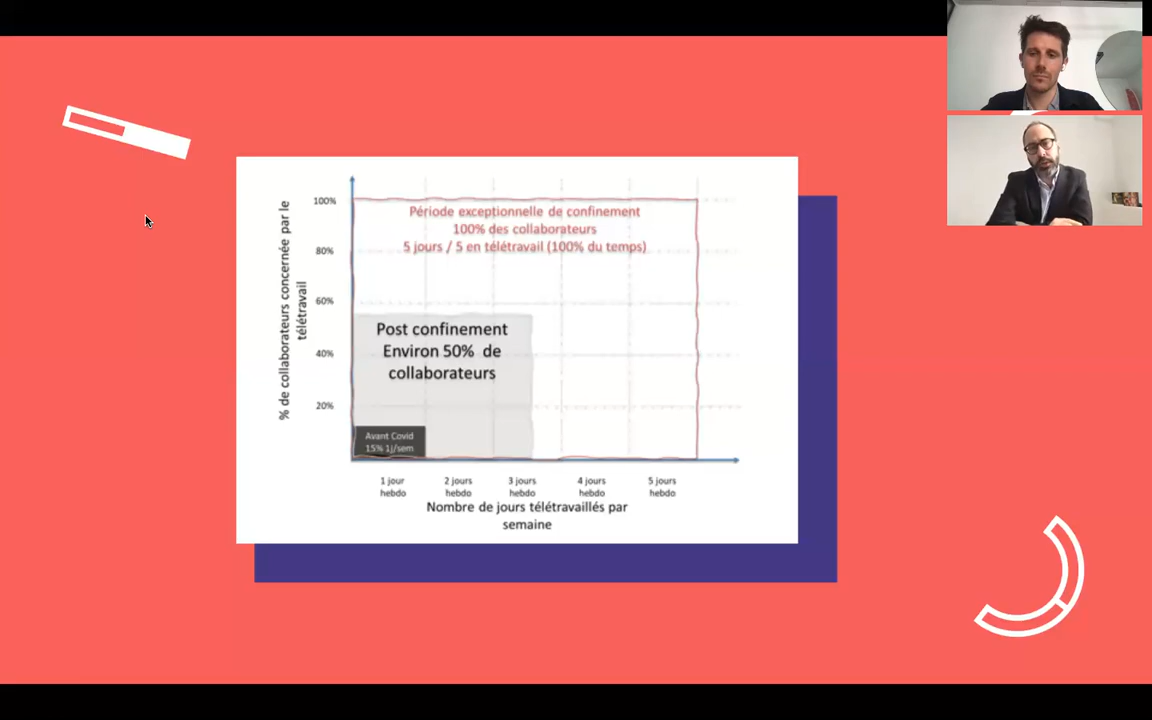 % de collaborateurs concernée par le
télétravail
100%
80%
60%
40%
20%
Période exceptionnelle de confinement
100% des collaborateurs
5 jours / 5 en télétravail (100% du temps)
Post confinement
Environ 50% de
collaborateurs
Avant Covid
15% 1j/sem
1 jour
hebdo
2 jours
hebdo
3 jours
hebdo
4 jours
hebdo
5 jours
hebdo
Nombre de jours télétravaillés par
semaine